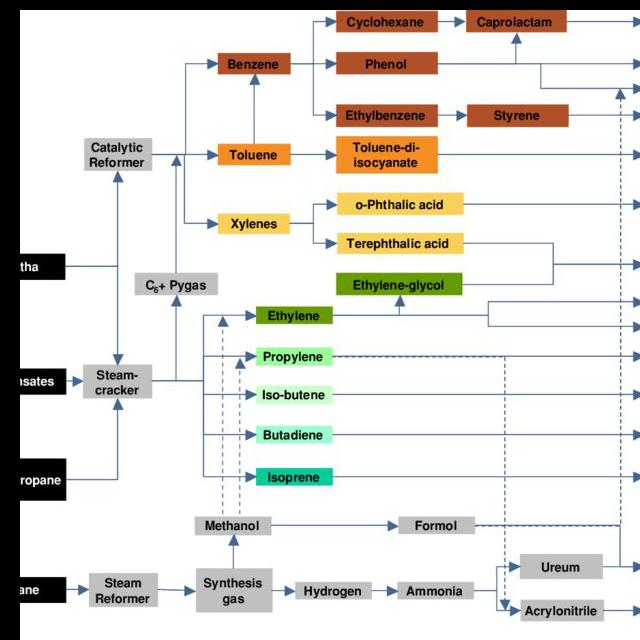 Cyclohexane
Caprolactam
Benzene
Phenol
Ethylbenzene
Styrene
Catalytic
Reformer
Toluene
Toluene-di-
isocyanate
Xylenes
o-Phthalic acid
Terephthalic acid
tha
C6+ Pygas
Ethylene-glycol
Ethylene
Propylene
nsates
Steam-
cracker
Iso-butene
Butadiene
ropane
Isoprene
Methanol
Formol
Ureum
ane
Steam
Reformer
Synthesis
gas
Hydrogen
Ammonia
Acrylonitrile